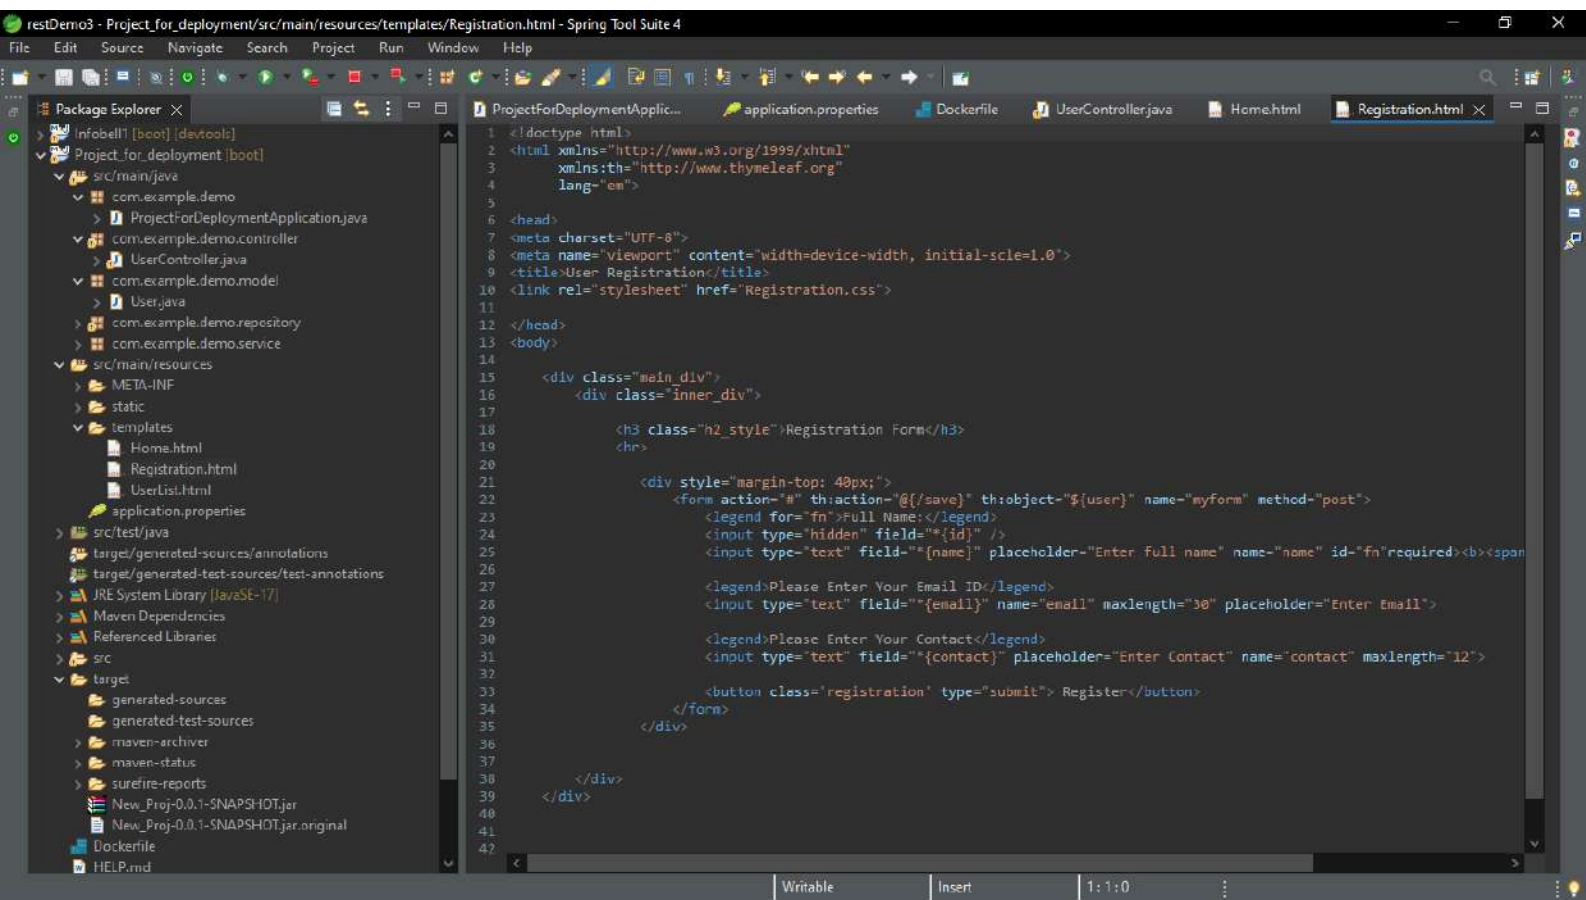 restDemo3 - Project_for_deployment/src/main/resources/templates/Registration.html - Spring Tool Suite 4
File Edit Source Navigate Search Project Run Window Help
Package Explorer
Infobell1 [boot] [devtools]
Project_for_deployment [boot]
src/main/java
com.example.demo
ProjectForDeploymentApplication.java
com.example.demo.controller
UserController.java
com.example.demo.model
User.java
com.example.demo.repository
com.example.demo.service
src/main/resources
META-INF
static
templates
Home.html
Registration.html
UserList.html
application.properties
src/test/java
target/generated-sources/annotations
target/generated-test-sources/test-annotations
JRE System Library [JavaSE-17]
Maven Dependencies
Referenced Libraries
src
target
generated-sources
generated-test-sources
maven-archiver
maven-status
surefire-reports
New_Proj-0.0.1-SNAPSHOT.jar
New_Proj-0.0.1-SNAPSHOT.jar.original
Dockerfile
HELP.md
ProjectForDeploymentApplic... application.properties Dockerfile UserController.java Home.html Registration.html
1 <!doctype html>
2 <html xmlns="http://www.w3.org/1999/xhtml"
3 xmlns:th="http://www.thymeleaf.org"
4 lang="em">
5
6 <head>
7 <meta charset="UTF-8">
8 <meta name="viewport" content="width=device-width, initial-scle=1.0">
9 <title>User Registration</title>
10 <link rel="stylesheet" href="Registration.css">
11
12 </head>
13 <body>
14
15 <div class="main_div">
16 <div class="inner_div">
17
18 <h3 class="h2_style">Registration Form</h3>
19 <hr>
20
21 <div style="margin-top: 40px;">
22 <form action="#" th:action="@{/save}" th:object="${user}" name="myform" method="post">
23 <legend for="fn">Full Name:</legend>
24 <input type="hidden" field="*{id}" />
25 <input type="text" field="*{name}" placeholder="Enter full name" name="name" id="fn"required><b><span
26
27 <legend>Please Enter Your Email ID</legend>
28 <input type="text" field="*{email}" name="email" maxlength="30" placeholder="Enter Email">
29
30 <legend>Please Enter Your Contact</legend>
31 <input type="text" field="*{contact}" placeholder="Enter Contact" name="contact" maxlength="12">
32
33 <button class='registration' type="submit"> Register</button>
34 </form>
35 </div>
36
37
38 </div>
39 </div>
40
41
42
Writable Insert 1:1:0